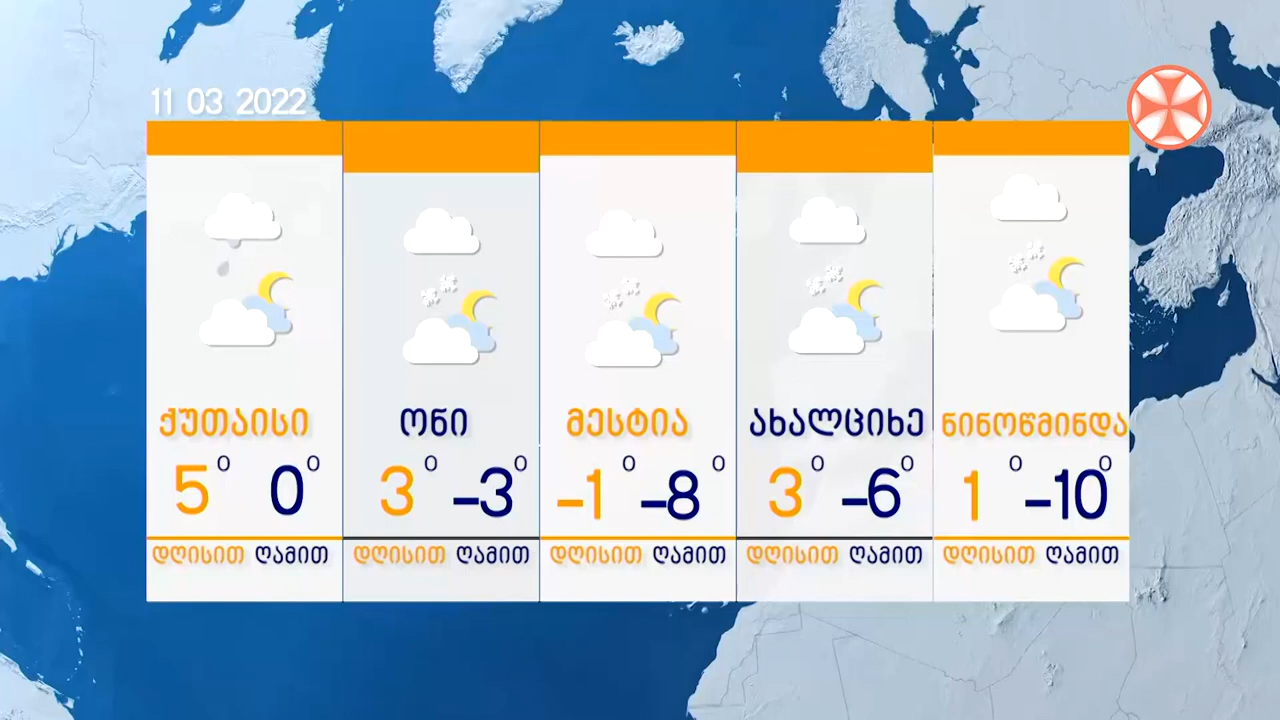 11 03 2022
ქუთაისი
5° 0°
დღისით ღამით
ონი
3° -3°
დღისით ღამით
მესტია
-1° -8°
დღისით ღამით
ახალციხე
3° -6°
დღისით ღამით
ნინოწმინდა
1° -10°
დღისით ღამით